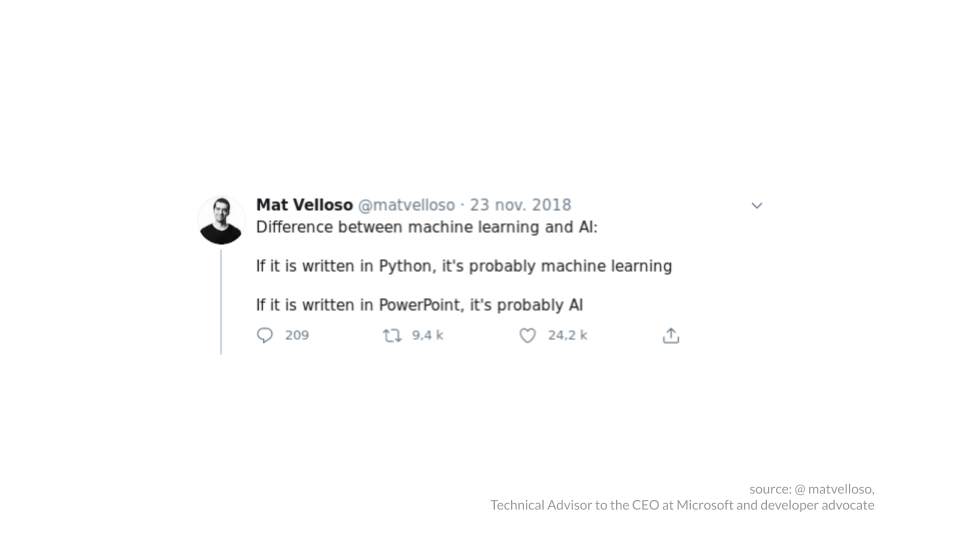 Mat Velloso @matvelloso · 23 nov. 2018
Difference between machine learning and AI:
If it is written in Python, it's probably machine learning
If it is written in PowerPoint, it's probably AI
209 9,4 k 24,2 k
source: @ matvelloso,
Technical Advisor to the CEO at Microsoft and developer advocate